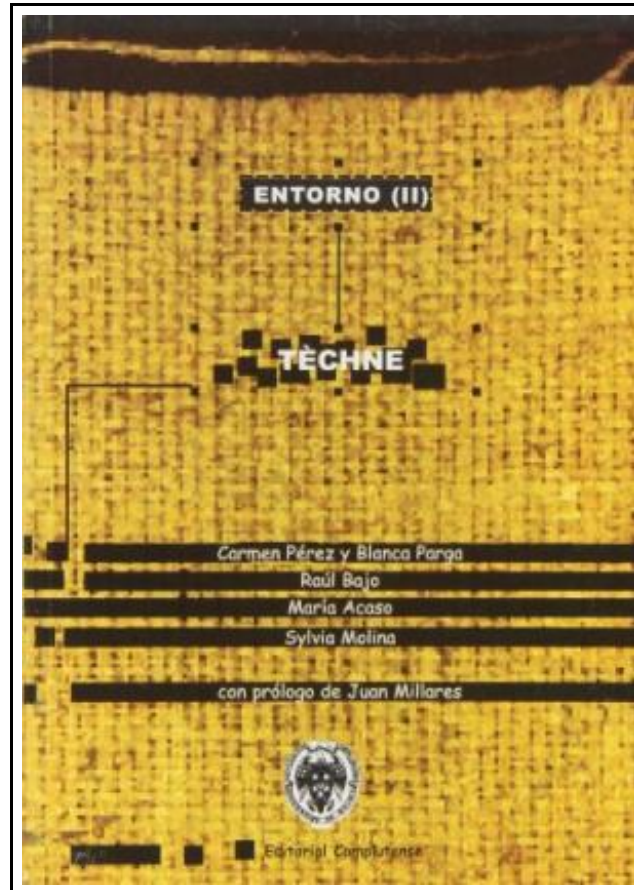 ENTORNO (II)
TÈCHNE
Carmen Pérez y Blanca Parga
Raúl Bajo
María Acaso
Sylvia Molina
con prólogo de Juan Millares
Editorial Complutense